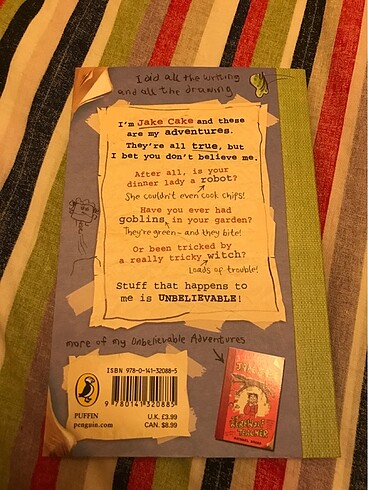 I did all the writing
and all the drawing
I'm Jake Cake and these
are my adventures.
They're all true, but
I bet you don't believe me.
After all, is your
dinner lady a robot?
She couldn't even cook chips!
Have you ever had
goblins in your garden?
They're green - and they bite!
Or been tricked by
a really tricky witch?
Loads of trouble!
Stuff that happens to
me is UNBELIEVABLE!
more of my Unbelievable Adventures
ISBN 978-0-141-32088-5
9 780141 320885
PUFFIN
penguin.com
U.K. £3.99
CAN. $8.99